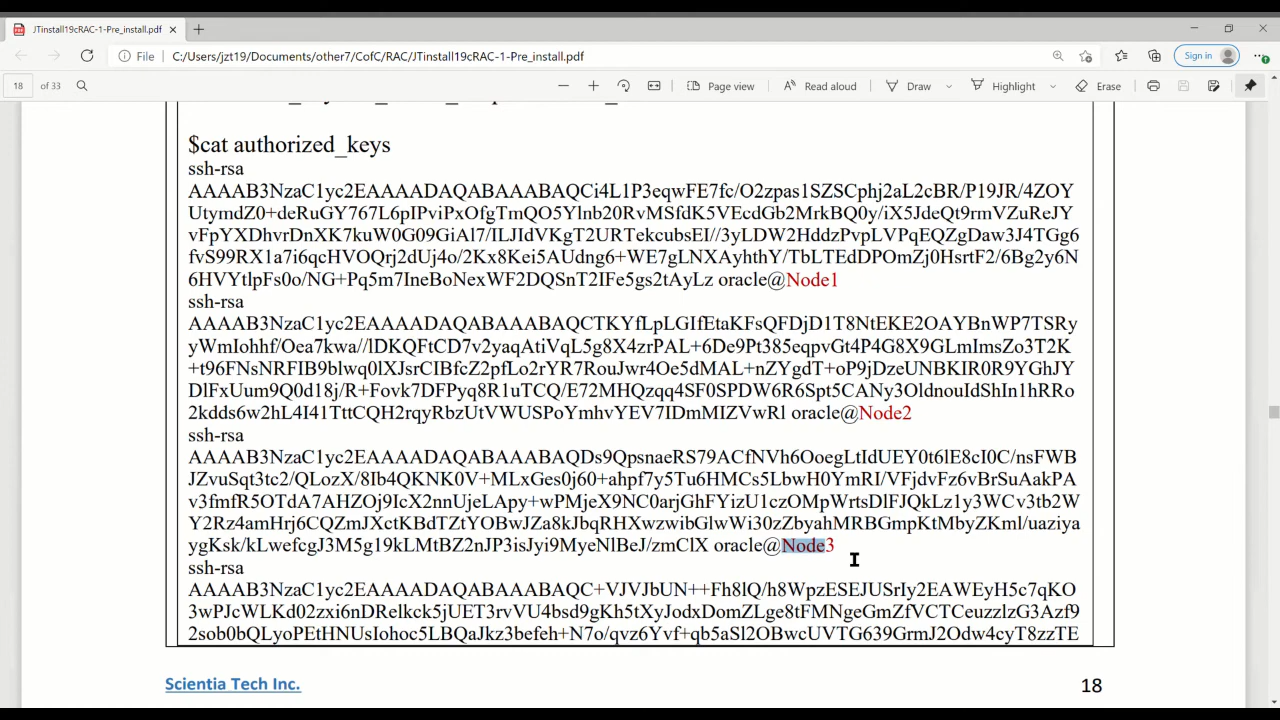 JTinstall19cRAC-1-Pre_install.pdf
File C:/Users/jzt19/Documents/other7/CofC/RAC/JTinstall19cRAC-1-Pre_install.pdf
Sign in
18 of 33
Page view
Read aloud
Draw
Highlight
Erase
$cat authorized_keys
ssh-rsa
AAAAB3NzaC1yc2EAAAADAQABAAABAQCi4L1P3eqwFE7fc/O2zpas1SZSCphj2aL2cBR/P19JR/4ZOY
UtymdZ0+deRuGY767L6pIPviPxOfgTmQO5Ylnb20RvMSfdK5VEcdGb2MrkBQ0y/iX5JdeQt9rmVZuReJY
vFpYXDhvrDnXK7kuW0G09GiAl7/ILJIdVKgT2URTekcubsEI//3yLDW2HddzPvpLVPqEQZgDaw3J4TGg6
fvS99RX1a7i6qcHVOQrj2dUj4o/2Kx8Kei5AUdng6+WE7gLNXAyhthY/TbLTEdDPOmZj0HsrtF2/6Bg2y6N
6HVYtlpFs0o/NG+Pq5m7IneBoNexWF2DQSnT2IFe5gs2tAyLz oracle@Node1
ssh-rsa
AAAAB3NzaC1yc2EAAAADAQABAAABAQCTKYfLpLGIfEtaKFsQFDjD1T8NtEKE2OAYBnWP7TSRy
yWmIohhf/Oea7kwa//lDKQFtCD7v2yaqAtiVqL5g8X4zrPAL+6De9Pt385eqpvGt4P4G8X9GLmImsZo3T2K
+t96FNsNRFIB9blwq0lXJsrCIBfcZ2pfLo2rYR7RouJwr4Oe5dMAL+nZYgdT+oP9jDzeUNBKIR0R9YGhJY
DlFxUum9Q0d18j/R+Fovk7DFPyq8R1uTCQ/E72MHQzqq4SF0SPDW6R6Spt5CANy3OldnouIdShIn1hRRo
2kdds6w2hL4I41TttCQH2rqyRbzUtVWUSPoYmhvYEV7IDmMIZVwRl oracle@Node2
ssh-rsa
AAAAB3NzaC1yc2EAAAADAQABAAABAQDs9QpsnaeRS79ACfNVh6OoegLtIdUEY0t6lE8cI0C/nsFWB
JZvuSqt3tc2/QLozX/8Ib4QKNK0V+MLxGes0j60+ahpf7y5Tu6HMCs5LbwH0YmRI/VFjdvFz6vBrSuAakPA
v3fmfR5OTdA7AHZOj9IcX2nnUjeLApy+wPMjeX9NC0arjGhFYizU1czOMpWrtsDlFJQkLz1y3WCv3tb2W
Y2Rz4amHrj6CQZmJXctKBdTZtYOBwJZa8kJbqRHXwzwibGlwWi30zZbyahMRBGmpKtMbyZKml/uaziya
ygKsk/kLwefcgJ3M5g19kLMtBZ2nJP3isJyi9MyeNlBeJ/zmClX oracle@Node3
ssh-rsa
AAAAB3NzaC1yc2EAAAADAQABAAABAQC+VJVJbUN++Fh8lQ/h8WpzESEJUSrIy2EAWEyH5c7qKO
3wPJcWLKd02zxi6nDRelkck5jUET3rvVU4bsd9gKh5tXyJodxDomZLge8tFMNgeGmZfVCTCeuzzlzG3Azf9
2sob0bQLyoPEtHNUsIohoc5LBQaJkz3befeh+N7o/qvz6Yvf+qb5aSl2OBwcUVTG639GrmJ2Odw4cyT8zzTE
Scientia Tech Inc. 18